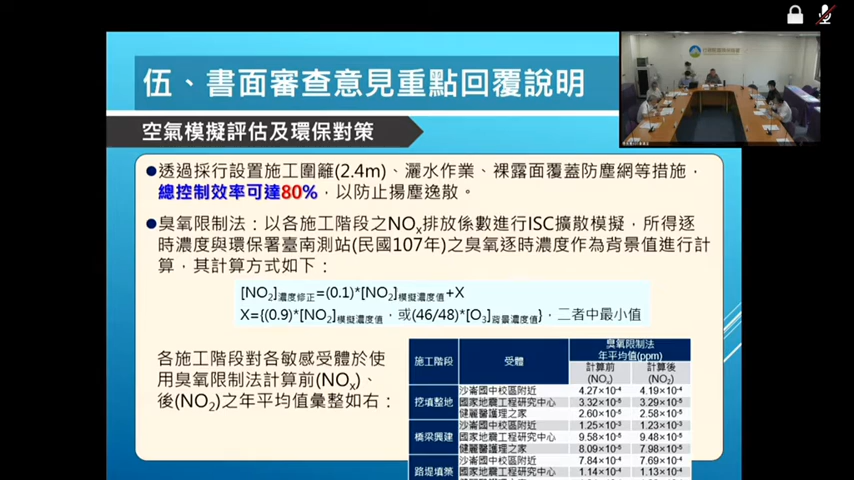 伍、書面審查意見重點回覆說明
空氣模擬評估及環保對策
●透過採行設置施工圍籬(2.4m)、灑水作業、裸露面覆蓋防塵網等措施，
總控制效率可達80%，以防止揚塵逸散。
●臭氧限制法：以各施工階段之NOx排放係數進行ISC擴散模擬，所得逐
時濃度與環保署臺南測站(民國107年)之臭氧逐時濃度作為背景值進行計
算，其計算方式如下：
[NO2]濃度修正=(0.1)*[NO2]模擬濃度值+X
X={(0.9)*[NO2]模擬濃度值，或(46/48)*[O3]背景濃度值}，二者中最小值
各施工階段對各敏感受體於使
用臭氧限制法計算前(NOx)、
後(NO2)之年平均值彙整如右：
施工階段 受體 臭氧限制法
年平均值(ppm)
計算前 計算後
(NOx) (NO2)
挖填整地 沙崙國中校區附近 4.27×10-4 4.19×10-4
國家地震工程研究中心 3.32×10-5 3.26×10-5
健麗醫護理之家 2.60×10-5 2.58×10-5
橋梁興建 沙崙國中校區附近 1.25×10-3 1.23×10-3
國家地震工程研究中心 9.58×10-5 9.48×10-5
健麗醫護理之家 8.09×10-5 7.98×10-5
路堤填築 沙崙國中校區附近 7.84×10-4 7.69×10-4
國家地震工程研究中心 1.14×10-4 1.13×10-4